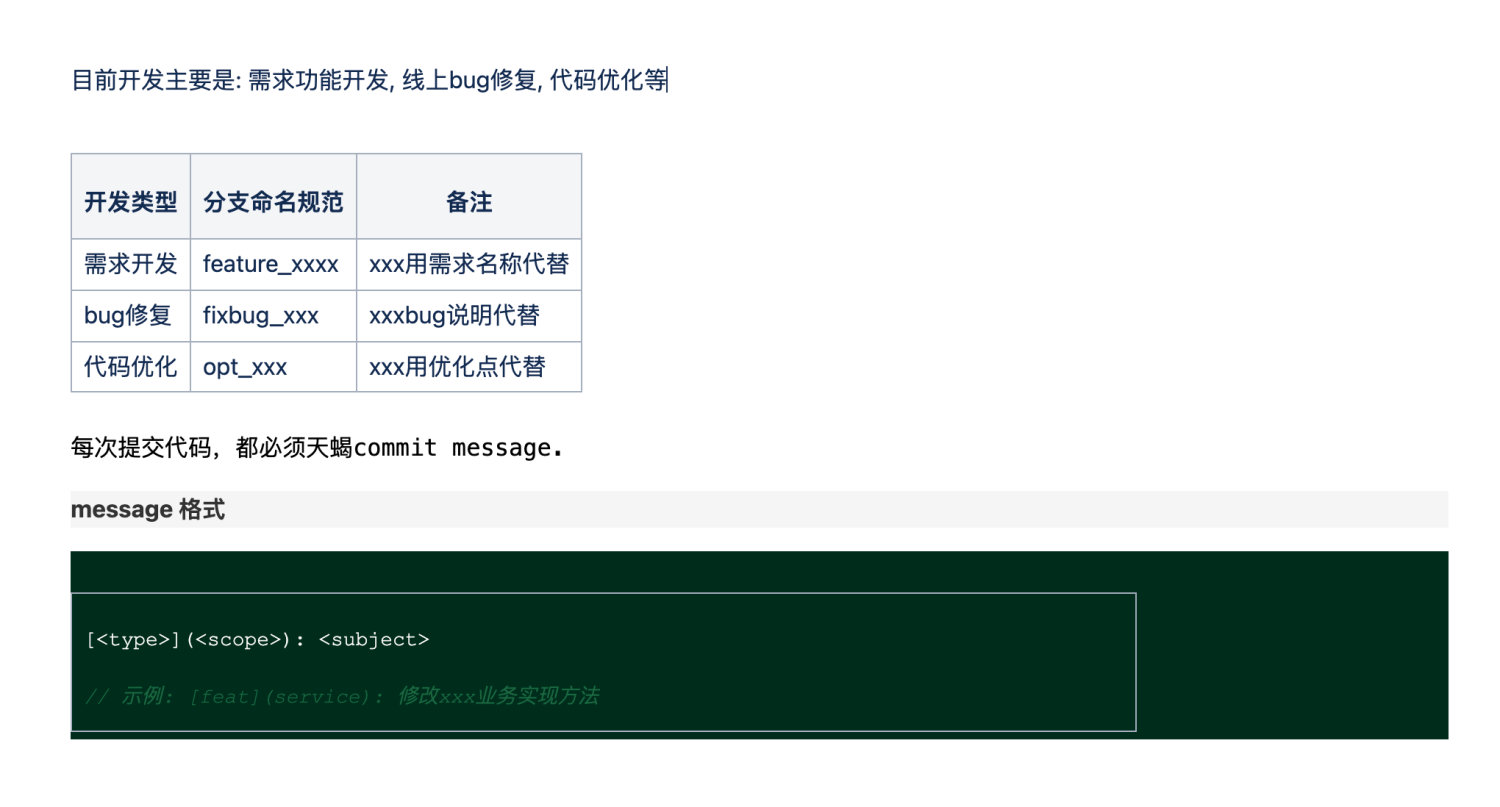 目前开发主要是: 需求功能开发, 线上bug修复, 代码优化等
开发类型 分支命名规范 备注
需求开发 feature_xxxx xxx用需求名称代替
bug修复 fixbug_xxx xxxbug说明代替
代码优化 opt_xxx xxx用优化点代替
每次提交代码，都必须天蝎commit message.
message 格式
[<type>](<scope>): <subject>
// 示例: [feat](service): 修改xxx业务实现方法